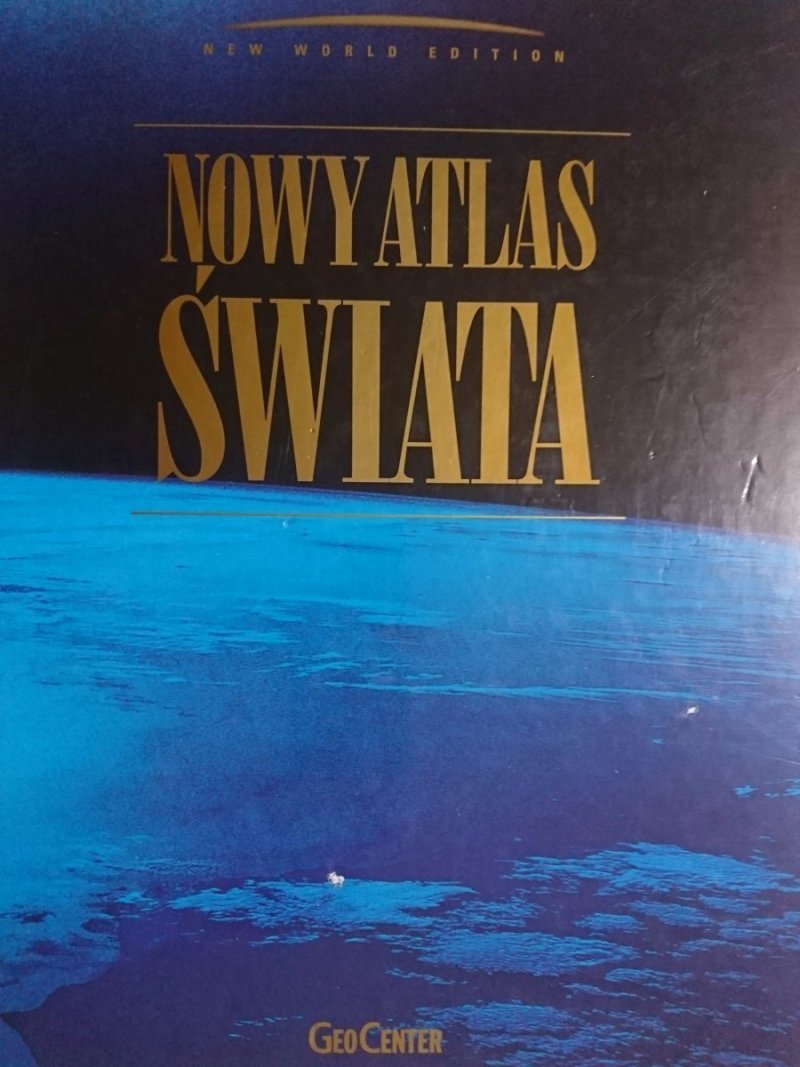 NEW WORLD EDITION
NOWY ATLAS
ŚWIATA
GEOCENTER